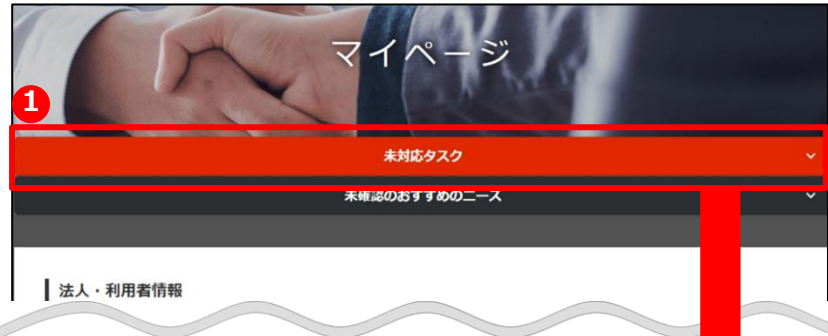 マイページ
1
未対応タスク
未確認のおすすめのニーズ
法人・利用者情報